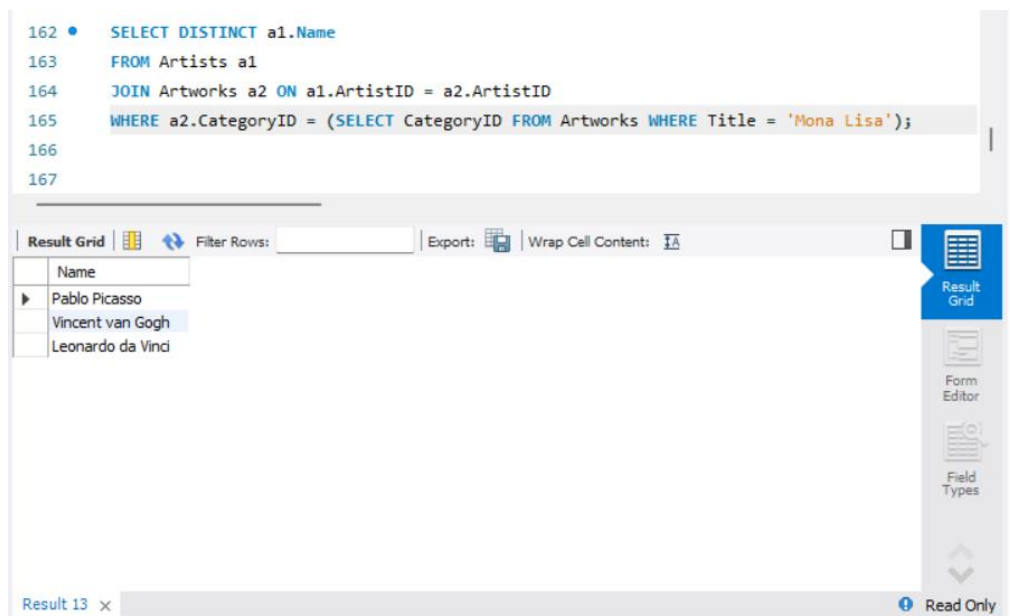 162 SELECT DISTINCT a1.Name
163 FROM Artists a1
164 JOIN Artworks a2 ON a1.ArtistID = a2.ArtistID
165 WHERE a2.CategoryID = (SELECT CategoryID FROM Artworks WHERE Title = 'Mona Lisa');
166
167
Result Grid Filter Rows: Export: Wrap Cell Content: IA
Name
Pablo Picasso
Vincent van Gogh
Leonardo da Vinci
Result
Grid
Form
Editor
Field
Types
Result 13 × Read Only